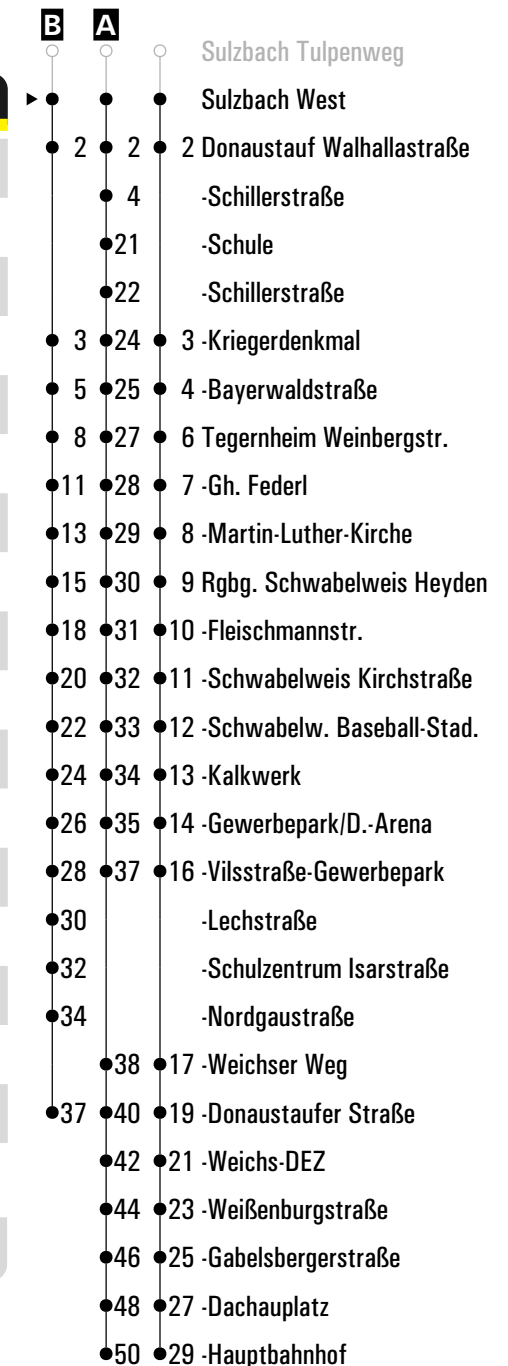 B A
Sulzbach Tulpenweg
Sulzbach West
2 2 2 Donaustauf Walhallastraße
4 -Schillerstraße
21 -Schule
22 -Schillerstraße
3 24 3 -Kriegerdenkmal
5 25 4 -Bayerwaldstraße
8 27 6 Tegernheim Weinbergstr.
11 28 7 -Gh. Federl
13 29 8 -Martin-Luther-Kirche
15 30 9 Rgbg. Schwabelweis Heyden
18 31 10 -Fleischmannstr.
20 32 11 -Schwabelweis Kirchstraße
22 33 12 -Schwabelw. Baseball-Stad.
24 34 13 -Kalkwerk
26 35 14 -Gewerbepark/D.-Arena
28 37 16 -Vilsstraße-Gewerbepark
30 -Lechstraße
32 -Schulzentrum Isarstraße
34 -Nordgaustraße
38 17 -Weichser Weg
37 40 19 -Donaustaufer Straße
42 21 -Weichs-DEZ
44 23 -Weißenburgstraße
46 25 -Gabelsbergerstraße
48 27 -Dachauplatz
50 29 -Hauptbahnhof